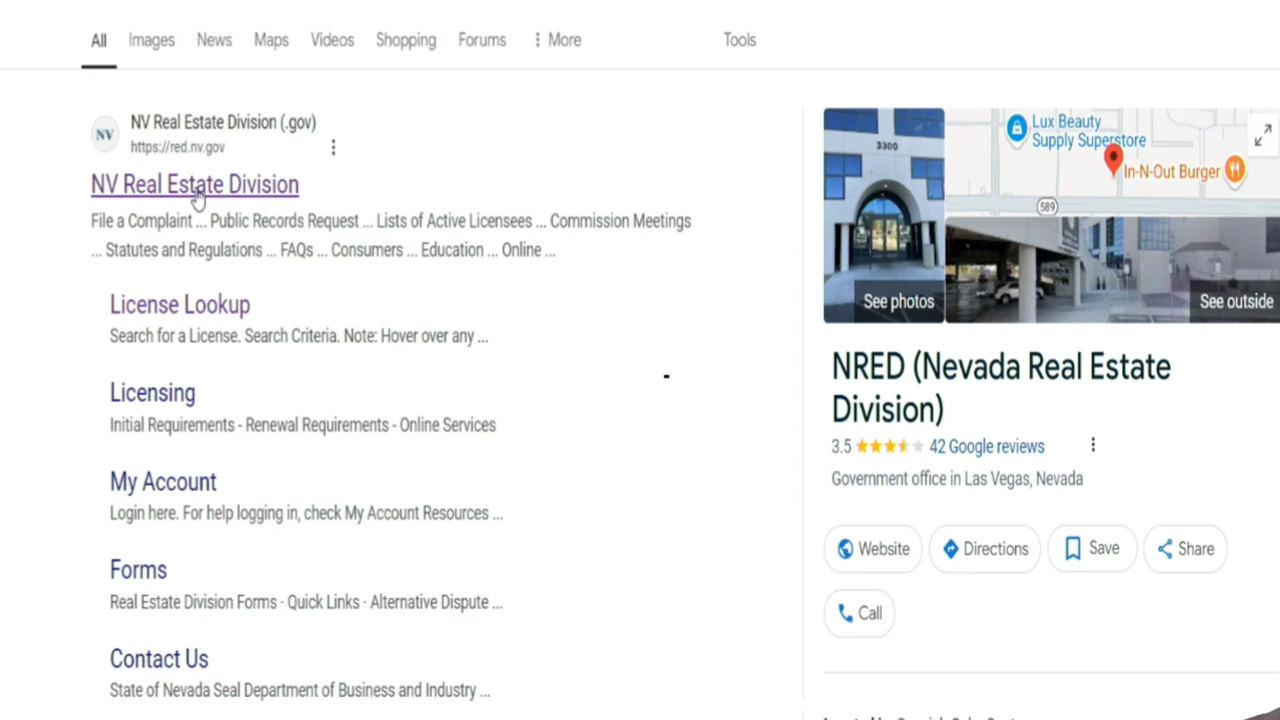 All Images News Maps Videos Shopping Forums More Tools
NV Real Estate Division (.gov)
NV
https://red.nv.gov
NV Real Estate Division
File a Complaint ... Public Records Request ... Lists of Active Licensees ... Commission Meetings
... Statutes and Regulations ... FAQs ... Consumers ... Education ... Online ...
License Lookup
Search for a License. Search Criteria. Note: Hover over any ...
Licensing
Initial Requirements - Renewal Requirements - Online Services
My Account
Login here. For help logging in, check My Account Resources ...
Forms
Real Estate Division Forms · Quick Links · Alternative Dispute ...
Contact Us
State of Nevada Seal Department of Business and Industry ...
3300
Lux Beauty
Supply Superstore
In-N-Out Burger
589
See photos
See outside
NRED (Nevada Real Estate
Division)
3.5 42 Google reviews
Government office in Las Vegas, Nevada
Website Directions Save Share
Call